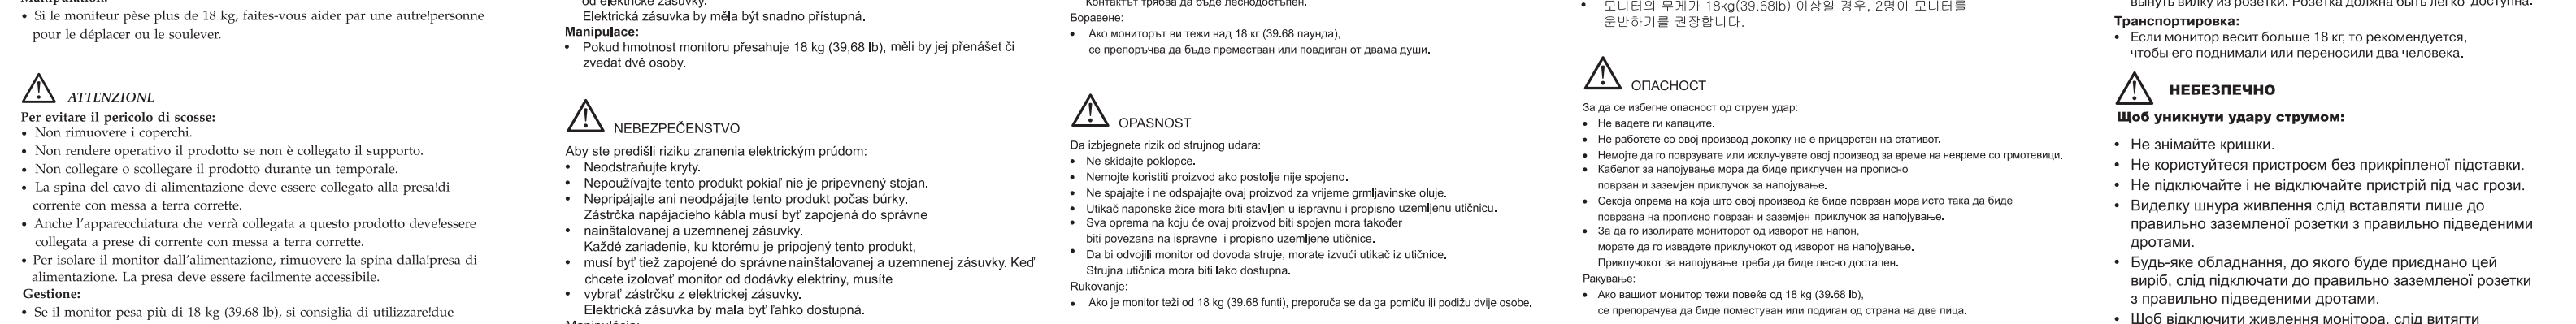 Manipulation:
• Si le moniteur pèse plus de 18 kg, faites-vous aider par une autre!personne
pour le déplacer ou le soulever.
ATTENZIONE
Per evitare il pericolo di scosse:
• Non rimuovere i coperchi.
• Non rendere operativo il prodotto se non è collegato il supporto.
• Non collegare o scollegare il prodotto durante un temporale.
• La spina del cavo di alimentazione deve essere collegato alla presa!di
corrente con messa a terra corrette.
• Anche l'apparecchiatura che verrà collegata a questo prodotto deve!essere
collegata a prese di corrente con messa a terra corrette.
• Per isolare il monitor dall'alimentazione, rimuovere la spina dalla!presa di
alimentazione. La presa deve essere facilmente accessibile.
Gestione:
• Se il monitor pesa più di 18 kg (39.68 lb), si consiglia di utilizzare!due
od elektrické zásuvky.
Elektrická zásuvka by měla být snadno přístupná.
Manipulace:
• Pokud hmotnost monitoru přesahuje 18 kg (39,68 lb), měli by jej přenášet či
zvedat dvě osoby.
NEBEZPEČENSTVO
Aby ste predišli riziku zranenia elektrickým prúdom:
• Neodstraňujte kryty.
• Nepoužívajte tento produkt pokiaľ nie je pripevnený stojan.
• Nepripájajte ani neodpájajte tento produkt počas búrky.
Zástrčka napájacieho kábla musí byť zapojená do správne
• nainštalovanej a uzemnenej zásuvky.
Každé zariadenie, ku ktorému je pripojený tento produkt,
• musí byť tiež zapojené do správne nainštalovanej a uzemnenej zásuvky. Keď
chcete izolovať monitor od dodávky elektriny, musíte
• vybrať zástrčku z elektrickej zásuvky.
Elektrická zásuvka by mala byť ľahko dostupná.
Контактът трябва да бъде леснодостъпен.
Боравене:
• Ако мониторът ви тежи над 18 кг (39.68 паунда),
се препоръчва да бъде преместван или повдиган от двама души.
OPASNOST
Da izbjegnete rizik od strujnog udara:
• Ne skidajte poklopce.
• Nemojte koristiti proizvod ako postolje nije spojeno.
• Ne spajajte i ne odspajajte ovaj proizvod za vrijeme grmljavinske oluje.
• Utikač naponske žice mora biti stavljen u ispravnu i propisno uzemljenu utičnicu.
• Sva oprema na koju će ovaj proizvod biti spojen mora također
biti povezana na ispravne i propisno uzemljene utičnice.
• Da bi odvojili monitor od dovoda struje, morate izvući utikač iz utičnice.
Strujna utičnica mora biti lako dostupna.
Rukovanje:
• Ako je monitor teži od 18 kg (39.68 funti), preporuča se da ga pomiču ili podižu dvije osobe.
• 모니터의 무게가 18kg(39.68lb) 이상일 경우, 2명이 모니터를
운반하기를 권장합니다.
ОПАСНОСТ
За да се избегне опасност од струен удар:
• Не вадете ги капаците.
• Не работете со овој производ доколку не е прицврстен на стативот.
• Немојте да го поврзувате или исклучувате овој производ за време на невреме со грмотевици.
• Кабелот за напојување мора да биде приклучен на прописно
поврзан и заземјен приклучок за напојување.
• Секоја опрема на која што овој производ ќе биде поврзан мора исто така да биде
поврзана на прописно поврзан и заземјен приклучок за напојување.
• За да го изолирате мониторот од изворот на напон,
морате да го извадете приклучокот од изворот на напојување.
Приклучокот за напојување треба да биде лесно достапен.
Ракување:
• Ако вашиот монитор тежи повеќе од 18 kg (39.68 lb),
се препорачува да биде поместуван или подиган од страна на две лица.
вынуть вилку из розетки. Розетка должна быть легко доступна.
Транспортировка:
• Если монитор весит больше 18 кг, то рекомендуется,
чтобы его поднимали или переносили два человека.
НЕБЕЗПЕЧНО
Щоб уникнути удару струмом:
• Не знімайте кришки.
• Не користуйтеся пристроєм без прикріпленої підставки.
• Не підключайте і не відключайте пристрій під час грози.
• Виделку шнура живлення слід вставляти лише до
правильно заземленої розетки з правильно підведеними
дротами.
• Будь-яке обладнання, до якого буде приєднано цей
виріб, слід підключати до правильно заземленої розетки
з правильно підведеними дротами.
• Щоб відключити живлення монітора, слід витягти